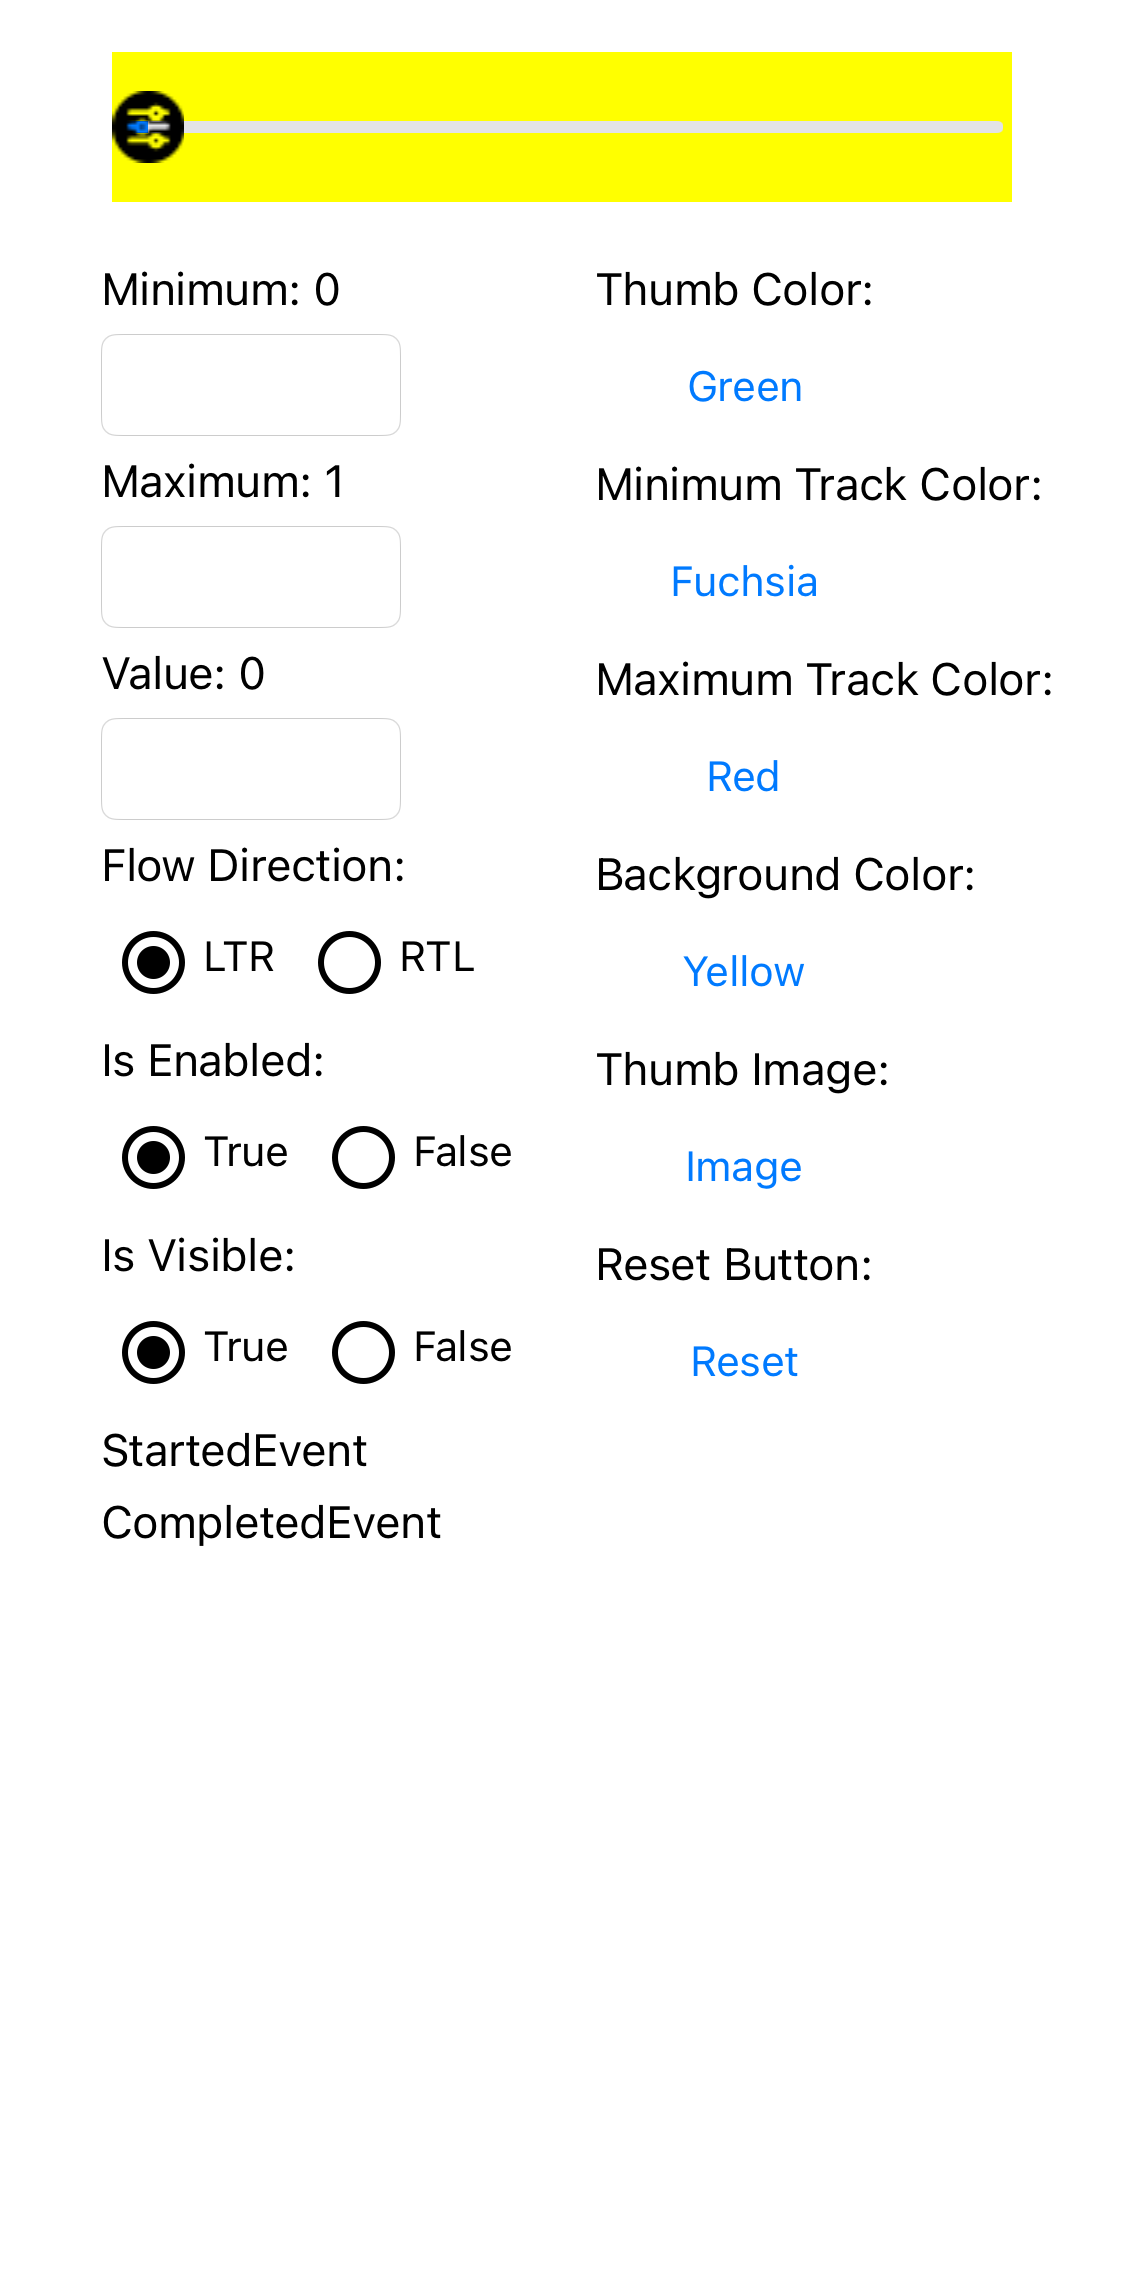 Minimum: 0
Maximum: 1
Value: 0
Flow Direction:
LTR RTL
Is Enabled:
True False
Is Visible:
True False
StartedEvent
CompletedEvent
Thumb Color:
Green
Minimum Track Color:
Fuchsia
Maximum Track Color:
Red
Background Color:
Yellow
Thumb Image:
Image
Reset Button:
Reset